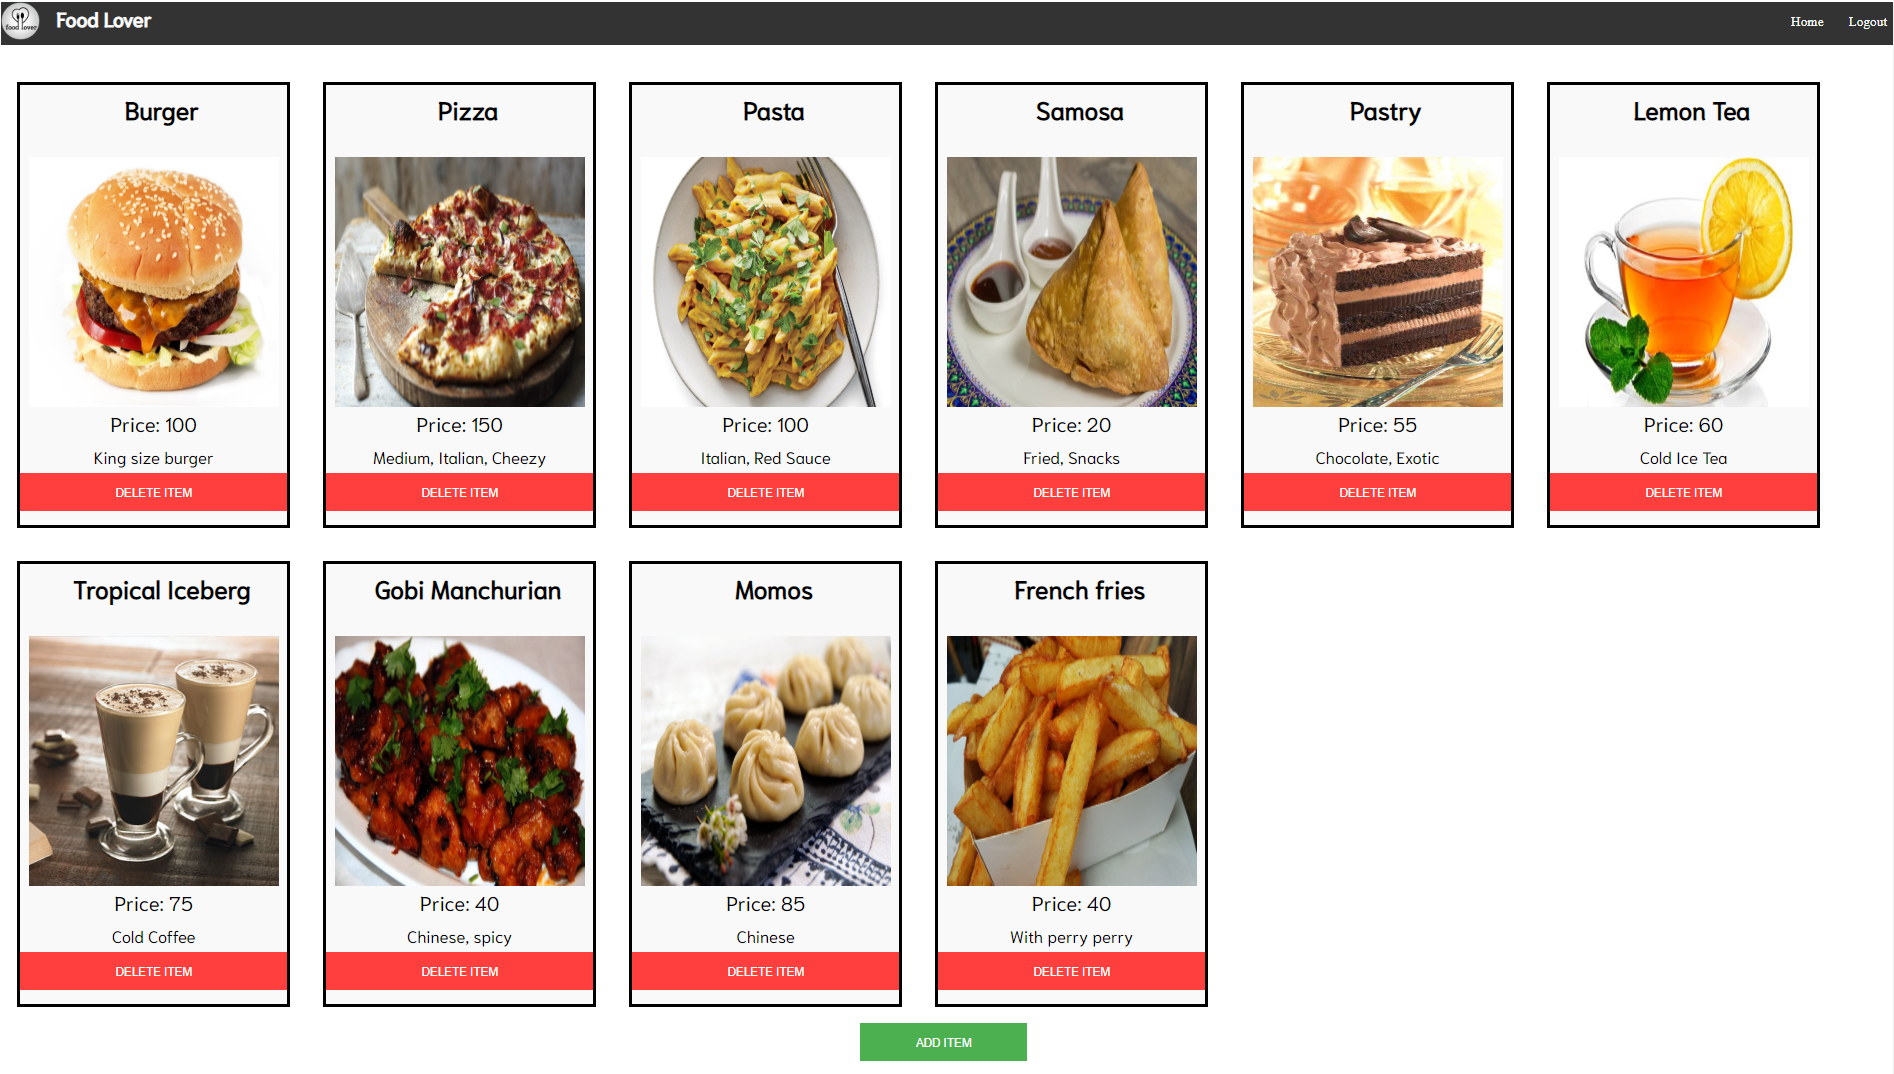 food lover
Food Lover
Home
Logout
Burger
Price: 100
King size burger
DELETE ITEM
Pizza
Price: 150
Medium, Italian, Cheezy
DELETE ITEM
Pasta
Price: 100
Italian, Red Sauce
DELETE ITEM
Samosa
Price: 20
Fried, Snacks
DELETE ITEM
Pastry
Price: 55
Chocolate, Exotic
DELETE ITEM
Lemon Tea
Price: 60
Cold Ice Tea
DELETE ITEM
Tropical Iceberg
Price: 75
Cold Coffee
DELETE ITEM
Gobi Manchurian
Price: 40
Chinese, spicy
DELETE ITEM
Momos
Price: 85
Chinese
DELETE ITEM
French fries
Price: 40
With perry perry
DELETE ITEM
ADD ITEM